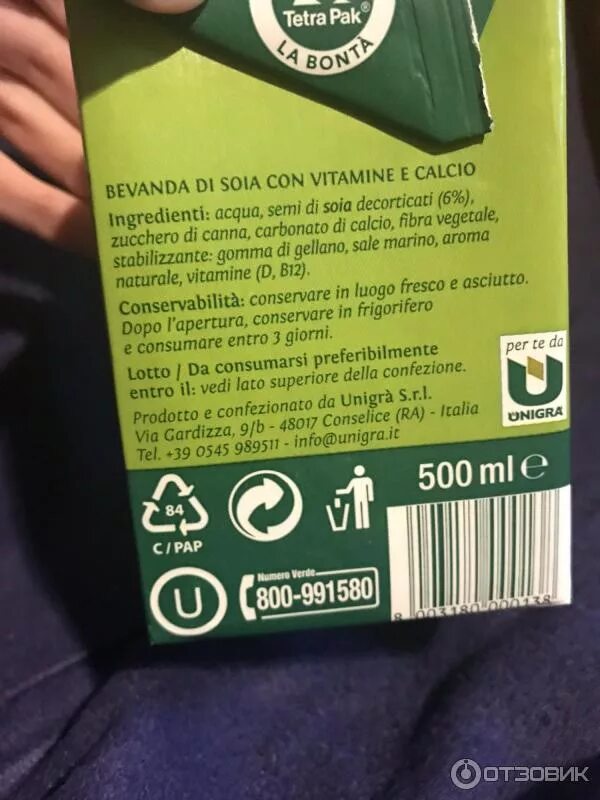 Tetra Pak®
LA BONTÀ
BEVANDA DI SOIA CON VITAMINE E CALCIO
Ingredienti: acqua, semi di soia decorticati (6%),
zucchero di canna, carbonato di calcio, fibra vegetale,
stabilizzante: gomma di gellano, sale marino, aroma
naturale, vitamine (D, B12).
Conservabilità: conservare in luogo fresco e asciutto.
Dopo l'apertura, conservare in frigorifero
e consumare entro 3 giorni.
Lotto / Da consumarsi preferibilmente
entro il: vedi lato superiore della confezione.
Prodotto e confezionato da Unigrà S.r.l.
Via Gardizza, 9/b - 48017 Conselice (RA) - Italia
Tel. +39 0545 989511 - info@unigra.it
per te da
U
UNIGRÀ
500 ml e
84
C/PAP
U
Numero Verde
800-991580
8 003180 000138
ОТЗОВИК